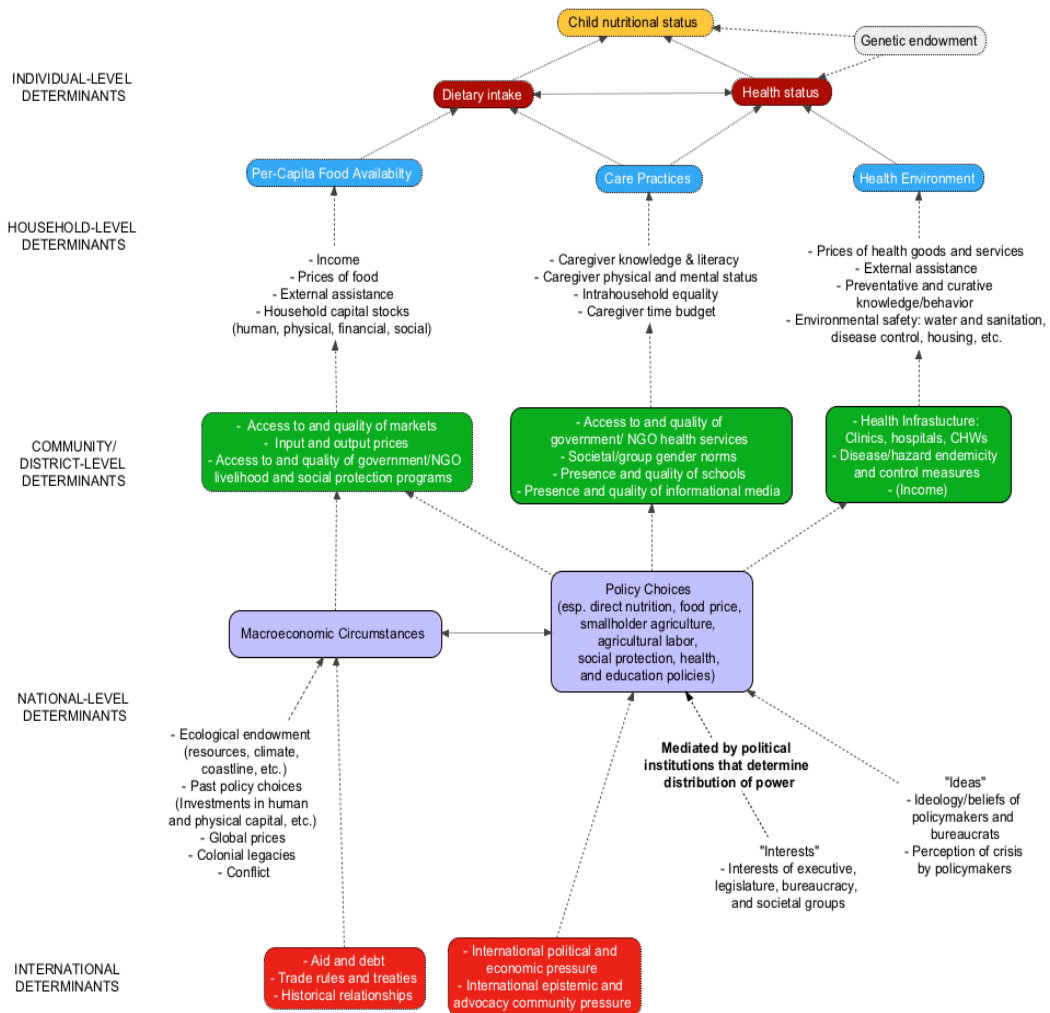 Child nutritional status
Genetic endowment
INDIVIDUAL-LEVEL
DETERMINANTS
Dietary intake
Health status
Per-Capita Food Availabilty
Care Practices
Health Environment
HOUSEHOLD-LEVEL
DETERMINANTS
- Income
- Prices of food
- External assistance
- Household capital stocks
(human, physical, financial, social)
- Caregiver knowledge & literacy
- Caregiver physical and mental status
- Intrahousehold equality
- Caregiver time budget
- Prices of health goods and services
- External assistance
- Preventative and curative
knowledge/behavior
- Environmental safety: water and sanitation,
disease control, housing, etc.
COMMUNITY/
DISTRICT-LEVEL
DETERMINANTS
- Access to and quality of markets
- Input and output prices
- Access to and quality of government/NGO
livelihood and social protection programs
- Access to and quality of
government/ NGO health services
- Societal/group gender norms
- Presence and quality of schools
- Presence and quality of informational media
- Health Infrastucture:
Clinics, hospitals, CHWs
- Disease/hazard endemicity
and control measures
- (Income)
Macroeconomic Circumstances
Policy Choices
(esp. direct nutrition, food price,
smallholder agriculture,
agricultural labor,
social protection, health,
and education policies)
NATIONAL-LEVEL
DETERMINANTS
- Ecological endowment
(resources, climate,
coastline, etc.)
- Past policy choices
(Investments in human
and physical capital, etc.)
- Global prices
- Colonial legacies
- Conflict
Mediated by political
institutions that determine
distribution of power
"Interests"
- Interests of executive,
legislature, bureaucracy,
and societal groups
"Ideas"
- Ideology/beliefs of
policymakers and
bureaucrats
- Perception of crisis
by policymakers
INTERNATIONAL
DETERMINANTS
- Aid and debt
- Trade rules and treaties
- Historical relationships
- International political and
economic pressure
- International epistemic and
advocacy community pressure